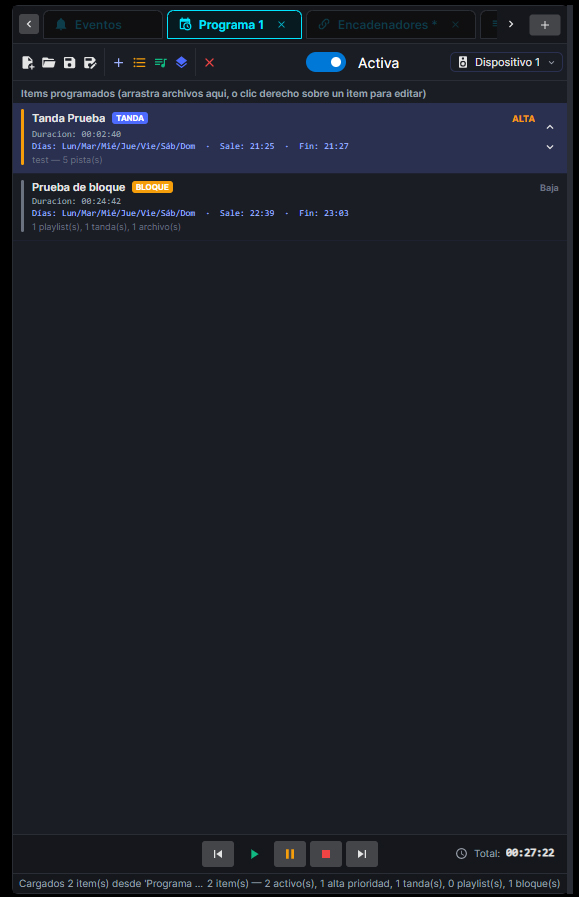 Eventos
Programa 1
Encadenadores *
Activa
Dispositivo 1
Items programados (arrastra archivos aqui, o clic derecho sobre un item para editar)
Tanda Prueba TANDA ALTA
Duracion: 00:02:40
Días: Lun/Mar/Mié/Jue/Vie/Sáb/Dom · Sale: 21:25 · Fin: 21:27
test — 5 pista(s)
Prueba de bloque BLOQUE Baja
Duracion: 00:24:42
Días: Lun/Mar/Mié/Jue/Vie/Sáb/Dom · Sale: 22:39 · Fin: 23:03
1 playlist(s), 1 tanda(s), 1 archivo(s)
Total: 00:27:22
Cargados 2 item(s) desde 'Programa ... 2 item(s) — 2 activo(s), 1 alta prioridad, 1 tanda(s), 0 playlist(s), 1 bloque(s)